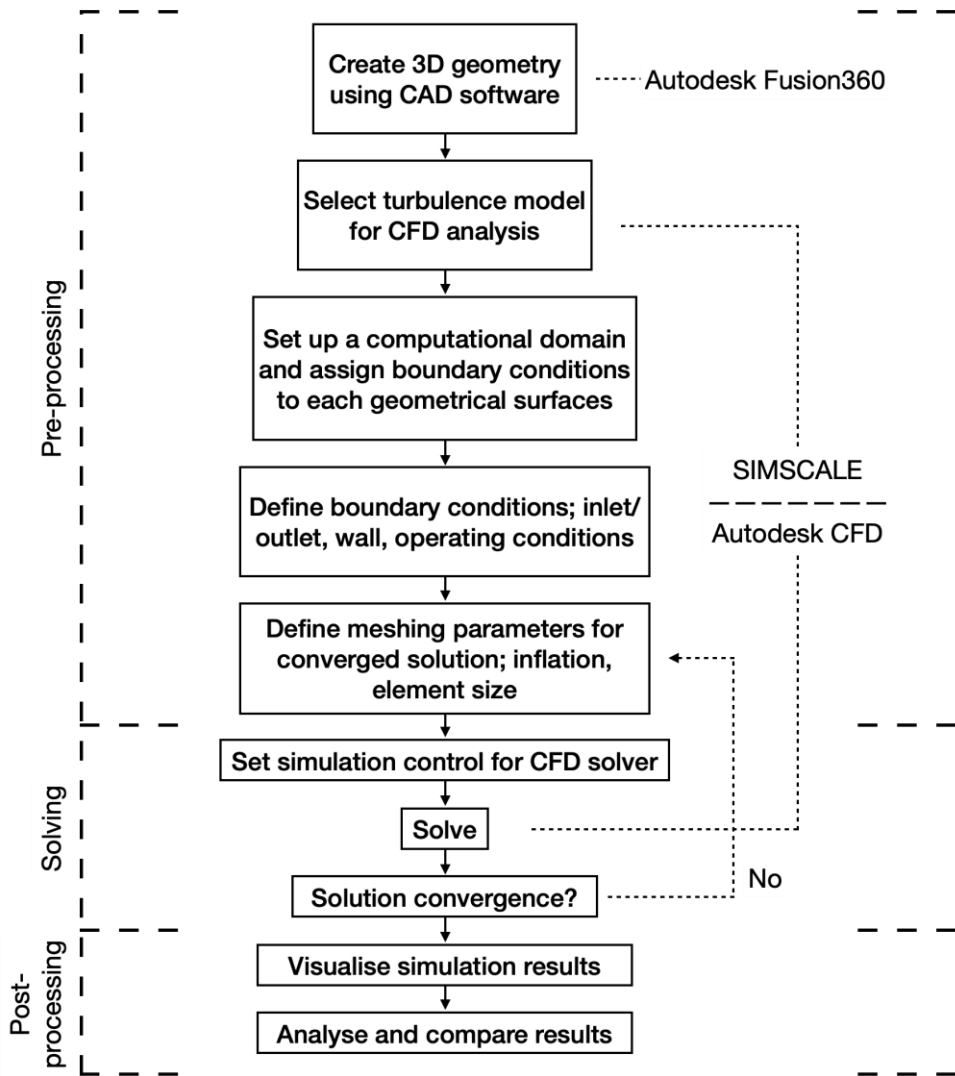 Create 3D geometry
using CAD software
Autodesk Fusion360
Select turbulence model
for CFD analysis
Pre-processing
Set up a computational domain
and assign boundary conditions
to each geometrical surfaces
SIMSCALE
Autodesk CFD
Define boundary conditions; inlet/
outlet, wall, operating conditions
Define meshing parameters for
converged solution; inflation,
element size
Solving
Set simulation control for CFD solver
Solve
Solution convergence?
No
Post-
processing
Visualise simulation results
Analyse and compare results